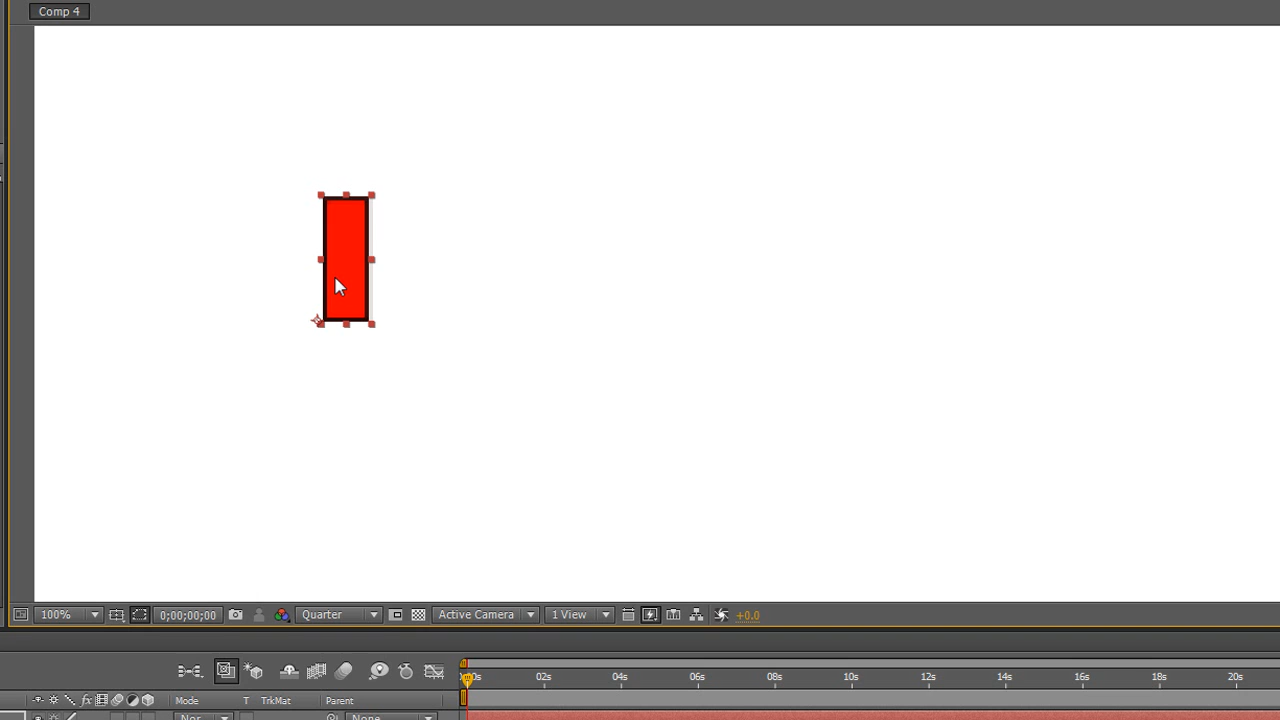 Comp 4
100%
0;00;00;00
Quarter
Active Camera
1 View
+0.0
02s
04s
06s
08s
10s
12s
14s
16s
18s
20s
fx
Mode
T
TrkMat
Parent
None